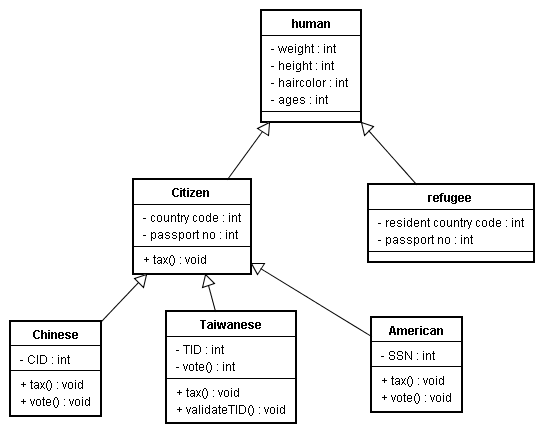 human
- weight : int
- height : int
- haircolor : int
- ages : int
Citizen
- country code : int
- passport no : int
+ tax() : void
refugee
- resident country code : int
- passport no : int
Chinese
- CID : int
+ tax() : void
+ vote() : void
Taiwanese
- TID : int
- vote() : int
+ tax() : void
+ validateTID() : void
American
- SSN : int
+ tax() : void
+ vote() : void